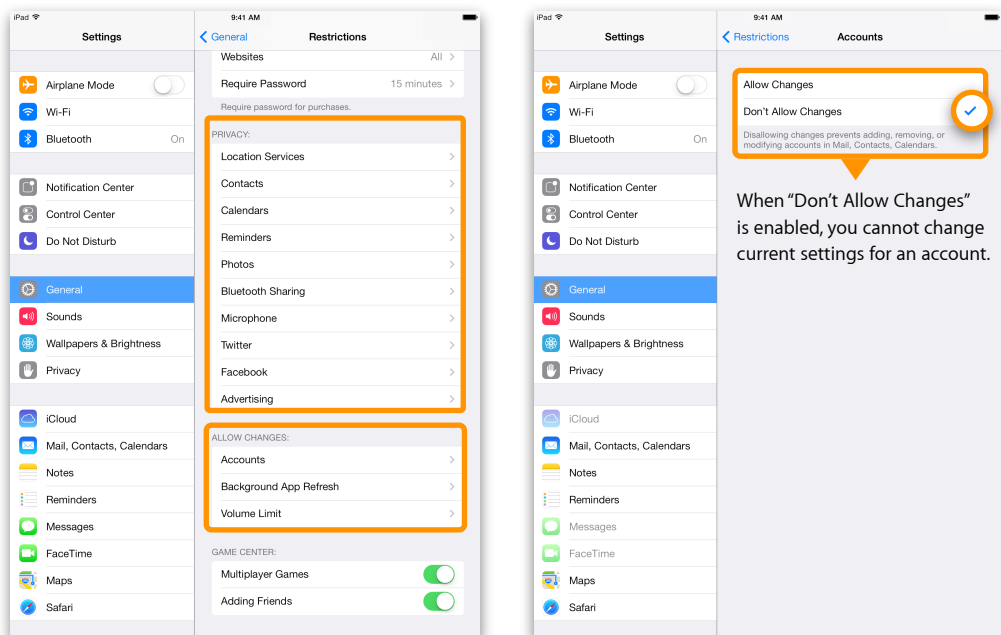 iPad
9:41 AM
Settings
General
Restrictions
Airplane Mode
Wi-Fi
Bluetooth
On
Notification Center
Control Center
Do Not Disturb
General
Sounds
Wallpapers & Brightness
Privacy
iCloud
Mail, Contacts, Calendars
Notes
Reminders
Messages
FaceTime
Maps
Safari
Websites
All
Require Password
15 minutes
Require password for purchases.
PRIVACY:
Location Services
Contacts
Calendars
Reminders
Photos
Bluetooth Sharing
Microphone
Twitter
Facebook
Advertising
ALLOW CHANGES:
Accounts
Background App Refresh
Volume Limit
GAME CENTER:
Multiplayer Games
Adding Friends
iPad
9:41 AM
Settings
Restrictions
Accounts
Airplane Mode
Wi-Fi
Bluetooth
On
Notification Center
Control Center
Do Not Disturb
General
Sounds
Wallpapers & Brightness
Privacy
iCloud
Mail, Contacts, Calendars
Notes
Reminders
Messages
FaceTime
Maps
Safari
Allow Changes
Don't Allow Changes
Disallowing changes prevents adding, removing, or
modifying accounts in Mail, Contacts, Calendars.
When “Don’t Allow Changes”
is enabled, you cannot change
current settings for an account.